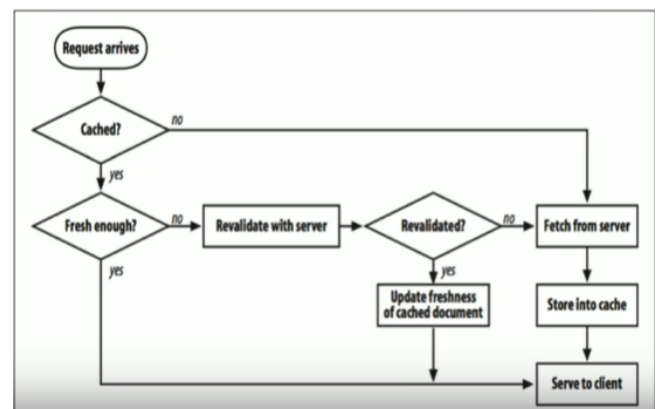 Request arrives
Cached?
no
yes
Fresh enough?
no
Revalidate with server
Revalidated?
no
Fetch from server
yes
yes
Update freshness
of cached document
Store into cache
Serve to client